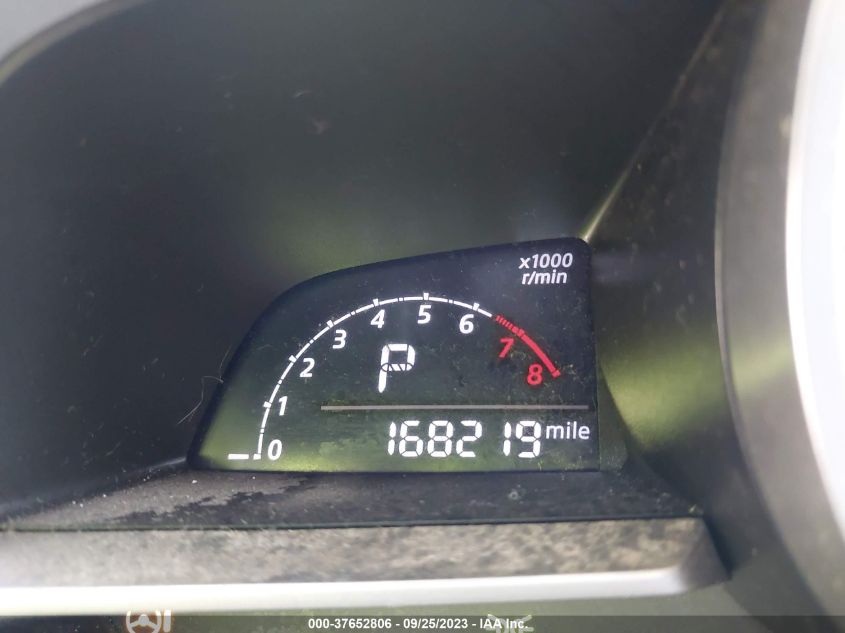 x1000
r/min
0 1 2 3 4 5 6 7 8
P
168219 mile
000-37652806 / 09/25/2023 - IAA Inc.